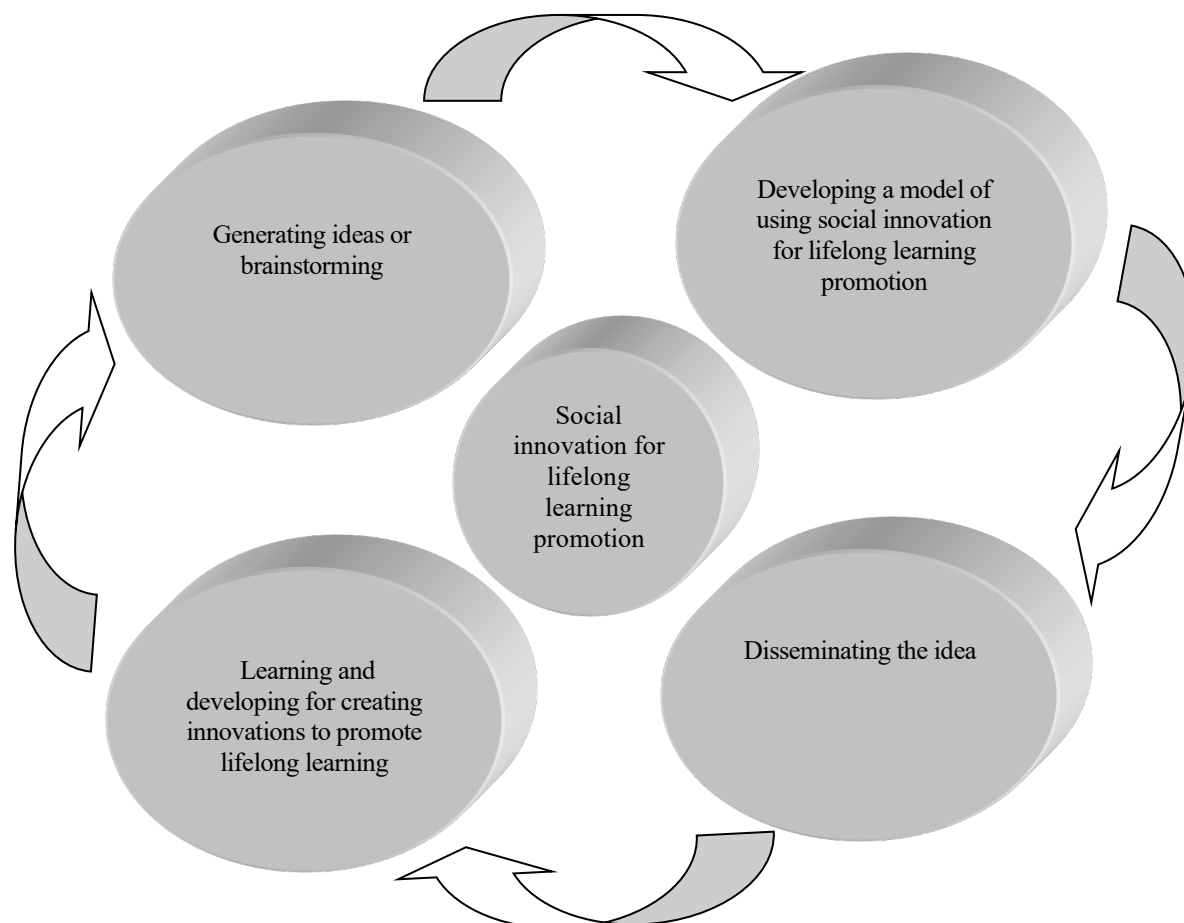 Generating ideas or
brainstorming
Developing a model of
using social innovation
for lifelong learning
promotion
Social
innovation for
lifelong
learning
promotion
Disseminating the idea
Learning and
developing for creating
innovations to promote
lifelong learning